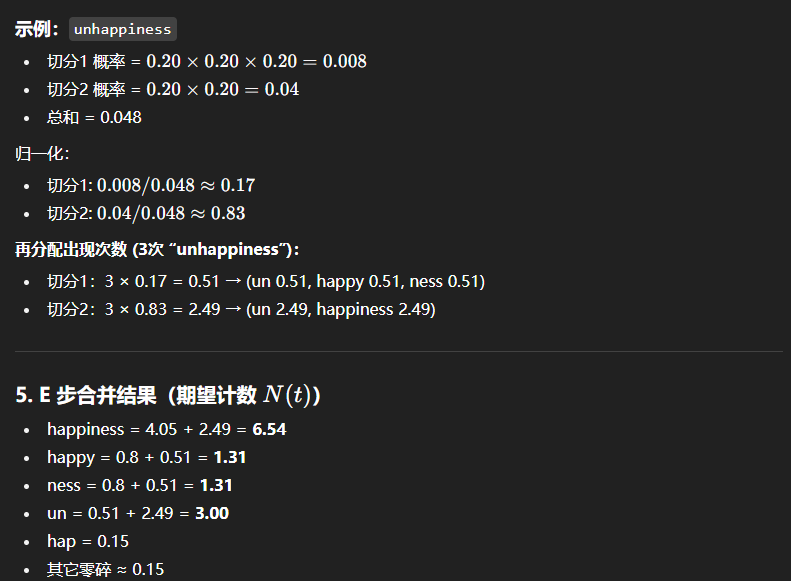 示例： unhappiness
• 切分1 概率 = 0.20 × 0.20 × 0.20 = 0.008
• 切分2 概率 = 0.20 × 0.20 = 0.04
• 总和 = 0.048
归一化：
• 切分1: 0.008/0.048 ≈ 0.17
• 切分2: 0.04/0.048 ≈ 0.83
再分配出现次数 (3次 “unhappiness”)：
• 切分1：3 × 0.17 = 0.51 → (un 0.51, happy 0.51, ness 0.51)
• 切分2：3 × 0.83 = 2.49 → (un 2.49, happiness 2.49)
5. E 步合并结果（期望计数 N(t)）
• happiness = 4.05 + 2.49 = 6.54
• happy = 0.8 + 0.51 = 1.31
• ness = 0.8 + 0.51 = 1.31
• un = 0.51 + 2.49 = 3.00
• hap = 0.15
• 其它零碎 ≈ 0.15